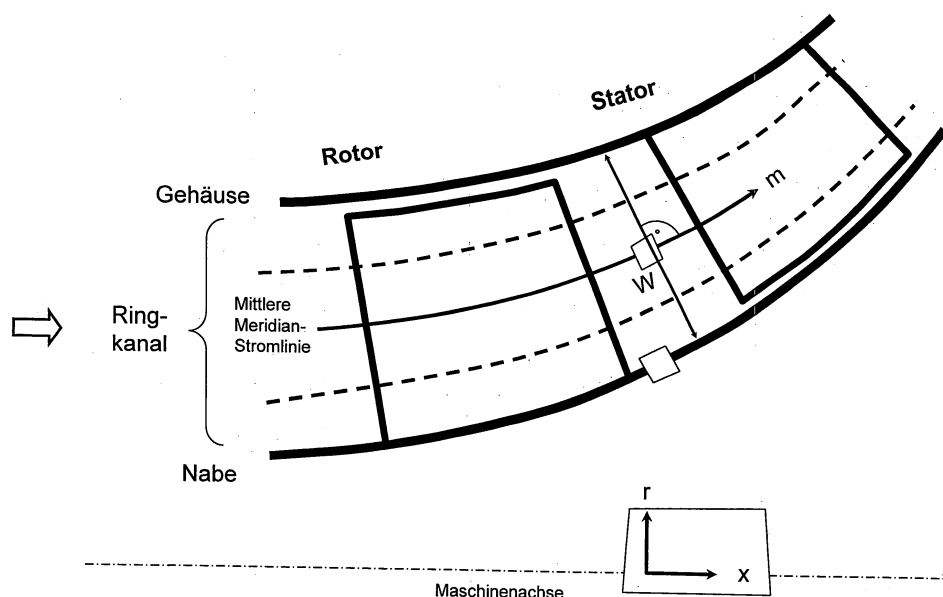 Stator
Rotor
Gehäuse
m
W
Mittlere
Meridian-
Stromlinie
Ring-
kanal
Nabe
r
x
Maschinenachse